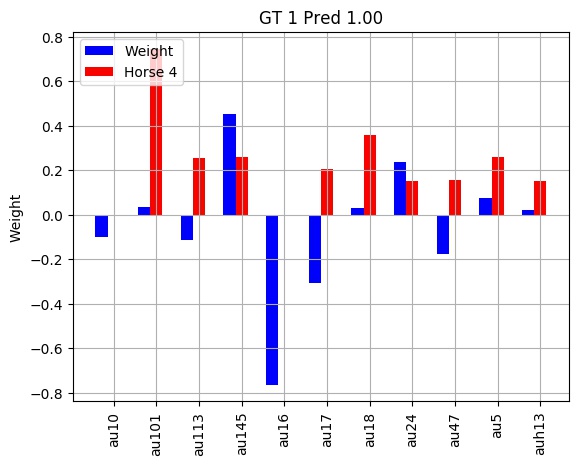 GT 1 Pred 1.00
Weight
Horse 4
Weight
0.8
0.6
0.4
0.2
0.0
−0.2
−0.4
−0.6
−0.8
au10
au101
au113
au145
au16
au17
au18
au24
au47
au5
auh13